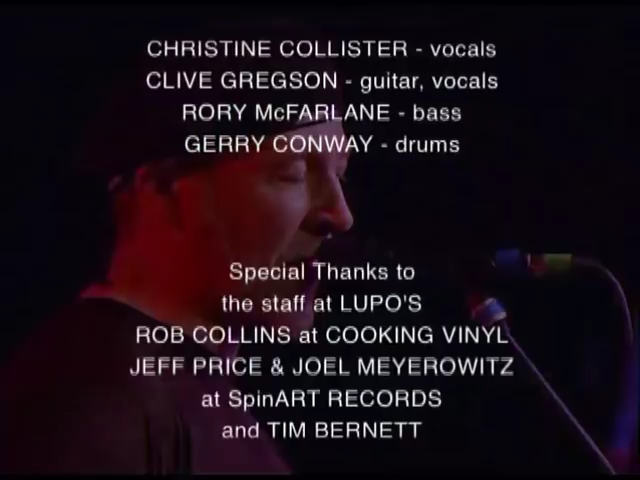 CHRISTINE COLLISTER - vocals
CLIVE GREGSON - guitar, vocals
RORY McFARLANE - bass
GERRY CONWAY - drums
Special Thanks to
the staff at LUPO'S
ROB COLLINS at COOKING VINYL
JEFF PRICE & JOEL MEYEROWITZ
at SpinART RECORDS
and TIM BERNETT